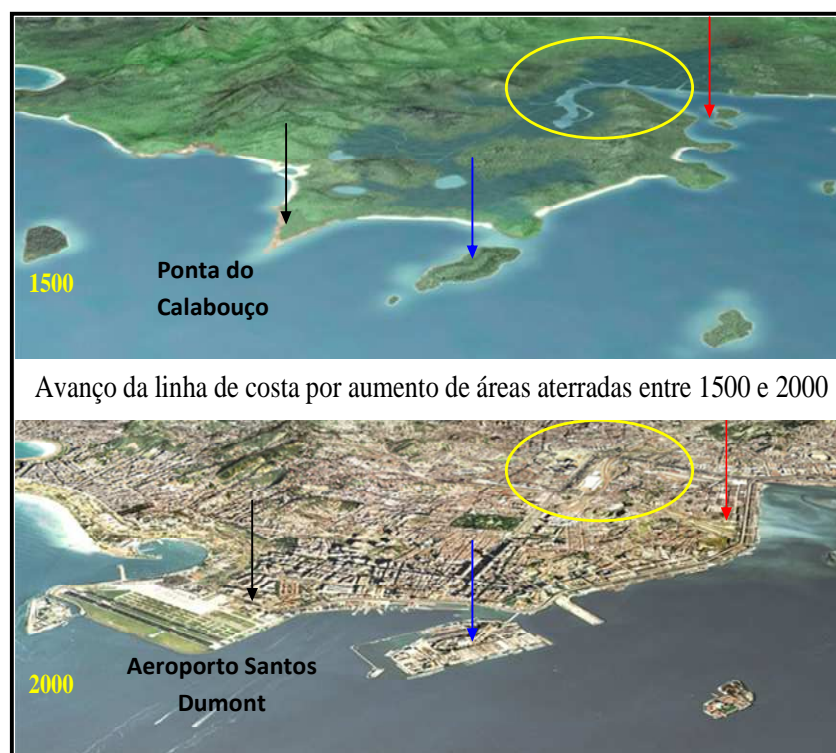 Ponta do
Calabouço
1500
Avanço da linha de costa por aumento de áreas aterradas entre 1500 e 2000
Aeroporto Santos
Dumont
2000